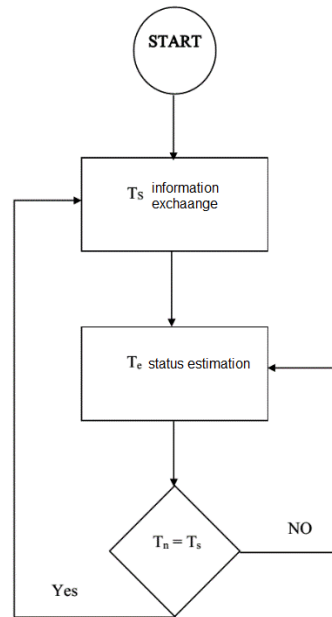 START
Ts information
exchaange
Te status estimation
Tn = Ts
NO
Yes